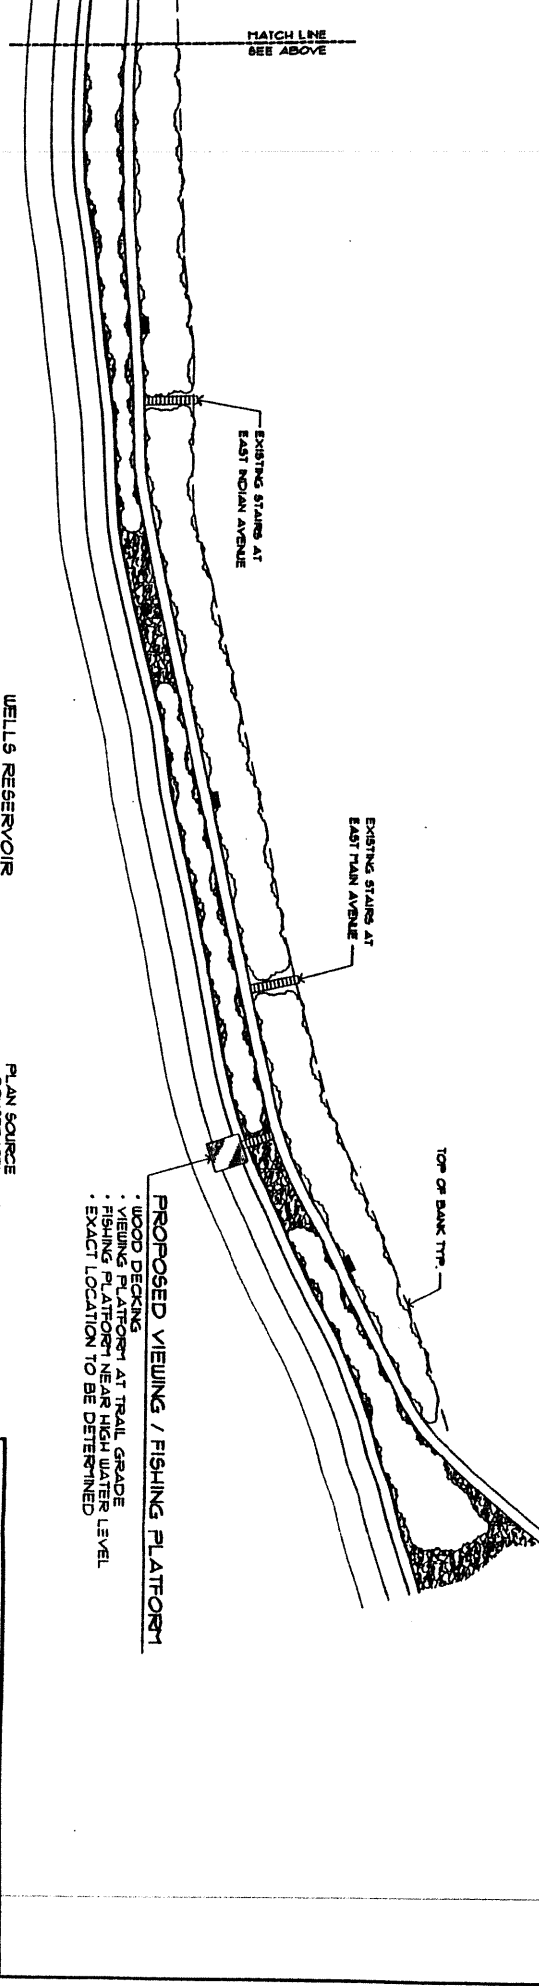 MATCH LINE
SEE ABOVE
EXISTING STAIRS AT
EAST INDIAN AVENUE
EXISTING STAIRS AT
EAST MAIN AVENUE
TOP OF BANK TYP.
PROPOSED VIEWING / FISHING PLATFORM
• WOOD DECKING
• VIEWING PLATFORM AT TRAIL GRADE
• FISHING PLATFORM NEAR HIGH WATER LEVEL
• EXACT LOCATION TO BE DETERMINED
WELLS RESERVOIR
PLAN SOURCE